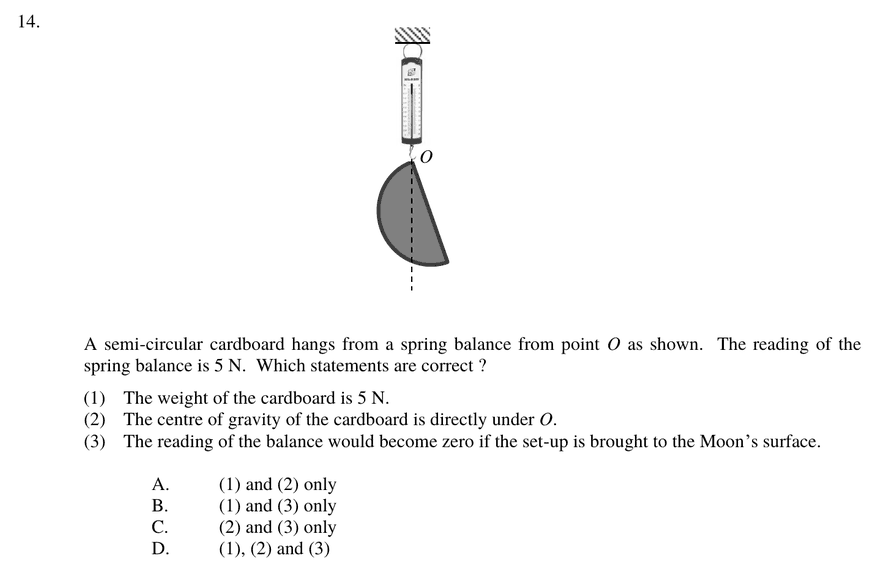 14.
O
A semi-circular cardboard hangs from a spring balance from point O as shown. The reading of the
spring balance is 5 N. Which statements are correct ?
(1) The weight of the cardboard is 5 N.
(2) The centre of gravity of the cardboard is directly under O.
(3) The reading of the balance would become zero if the set-up is brought to the Moon's surface.
A. (1) and (2) only
B. (1) and (3) only
C. (2) and (3) only
D. (1), (2) and (3)